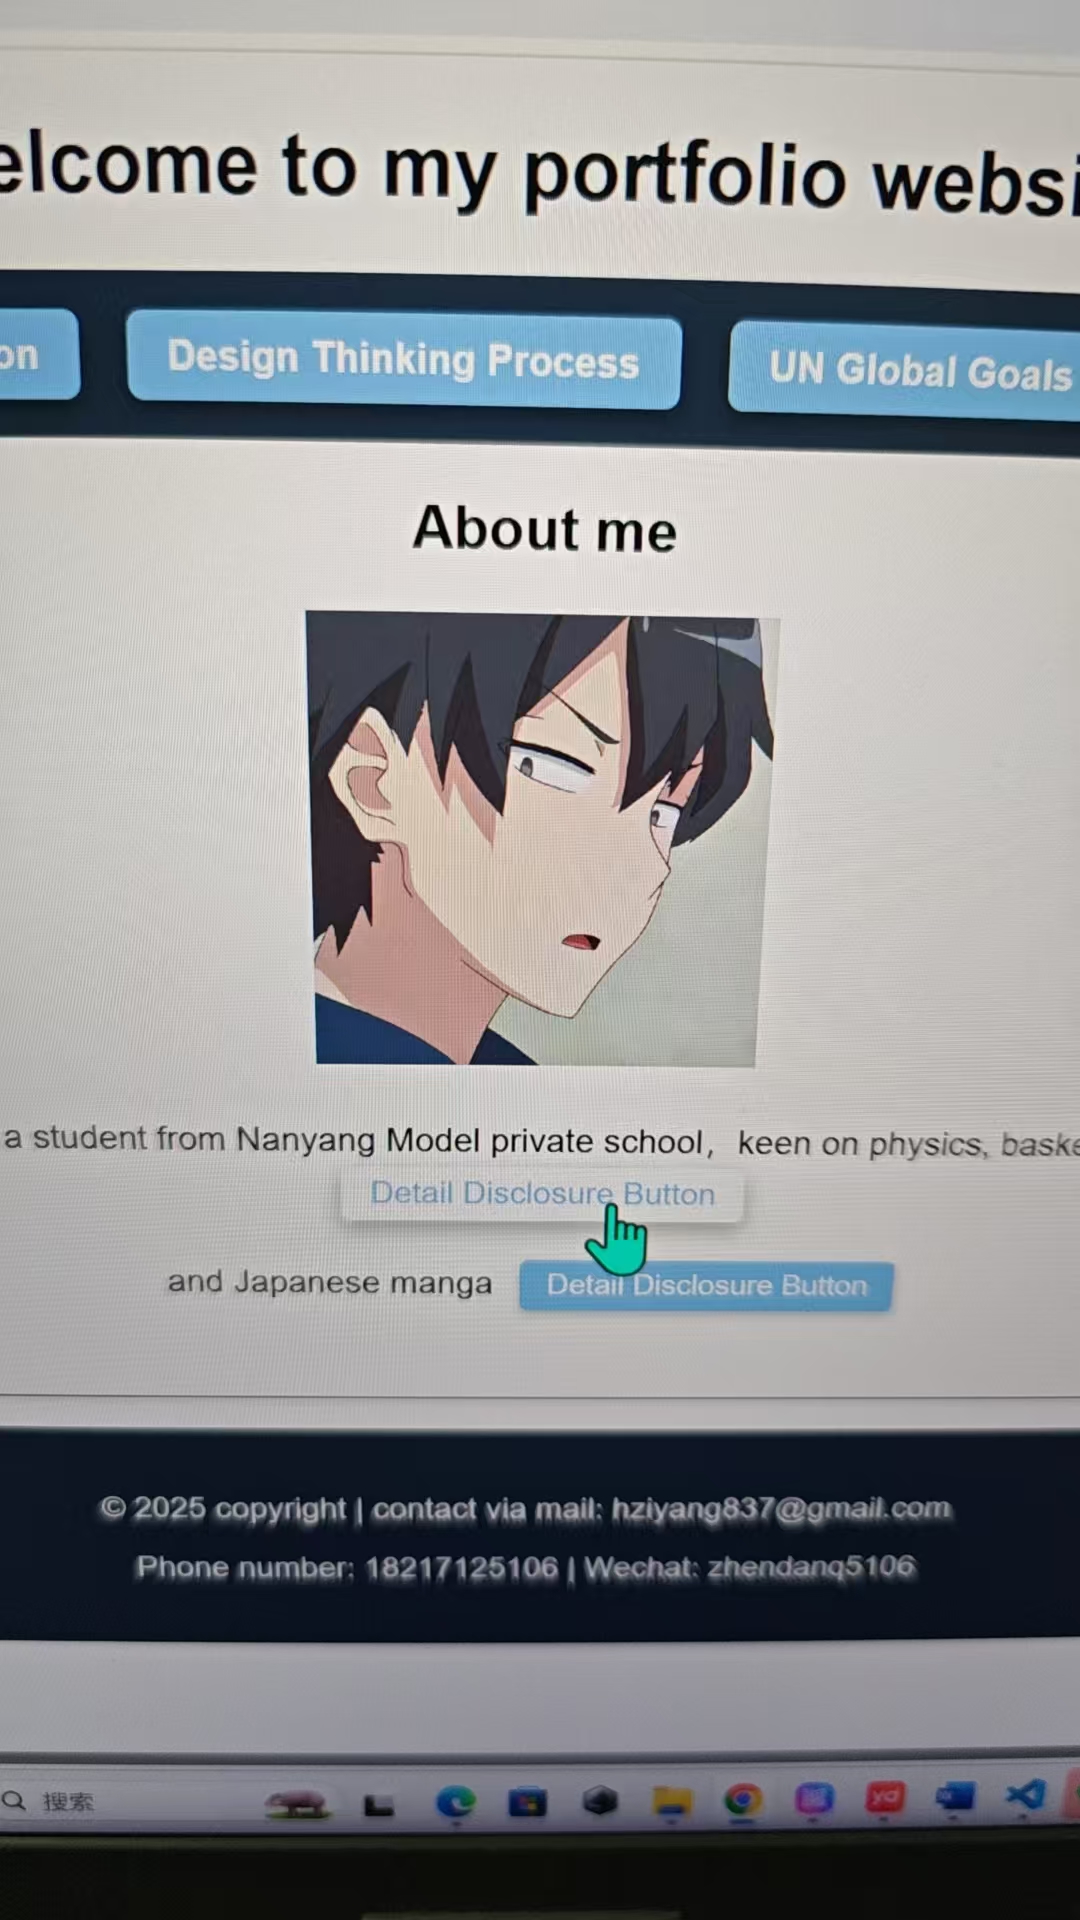 elcome to my portfolio websi
on
Design Thinking Process
UN Global Goals
About me
a student from Nanyang Model private school, keen on physics, baske
Detail Disclosure Button
and Japanese manga
Detail Disclosure Button
© 2025 copyright | contact via mail: hziyang837@gmail.com
Phone number: 18217125106 | Wechat: zhendanq5106
搜索
yd